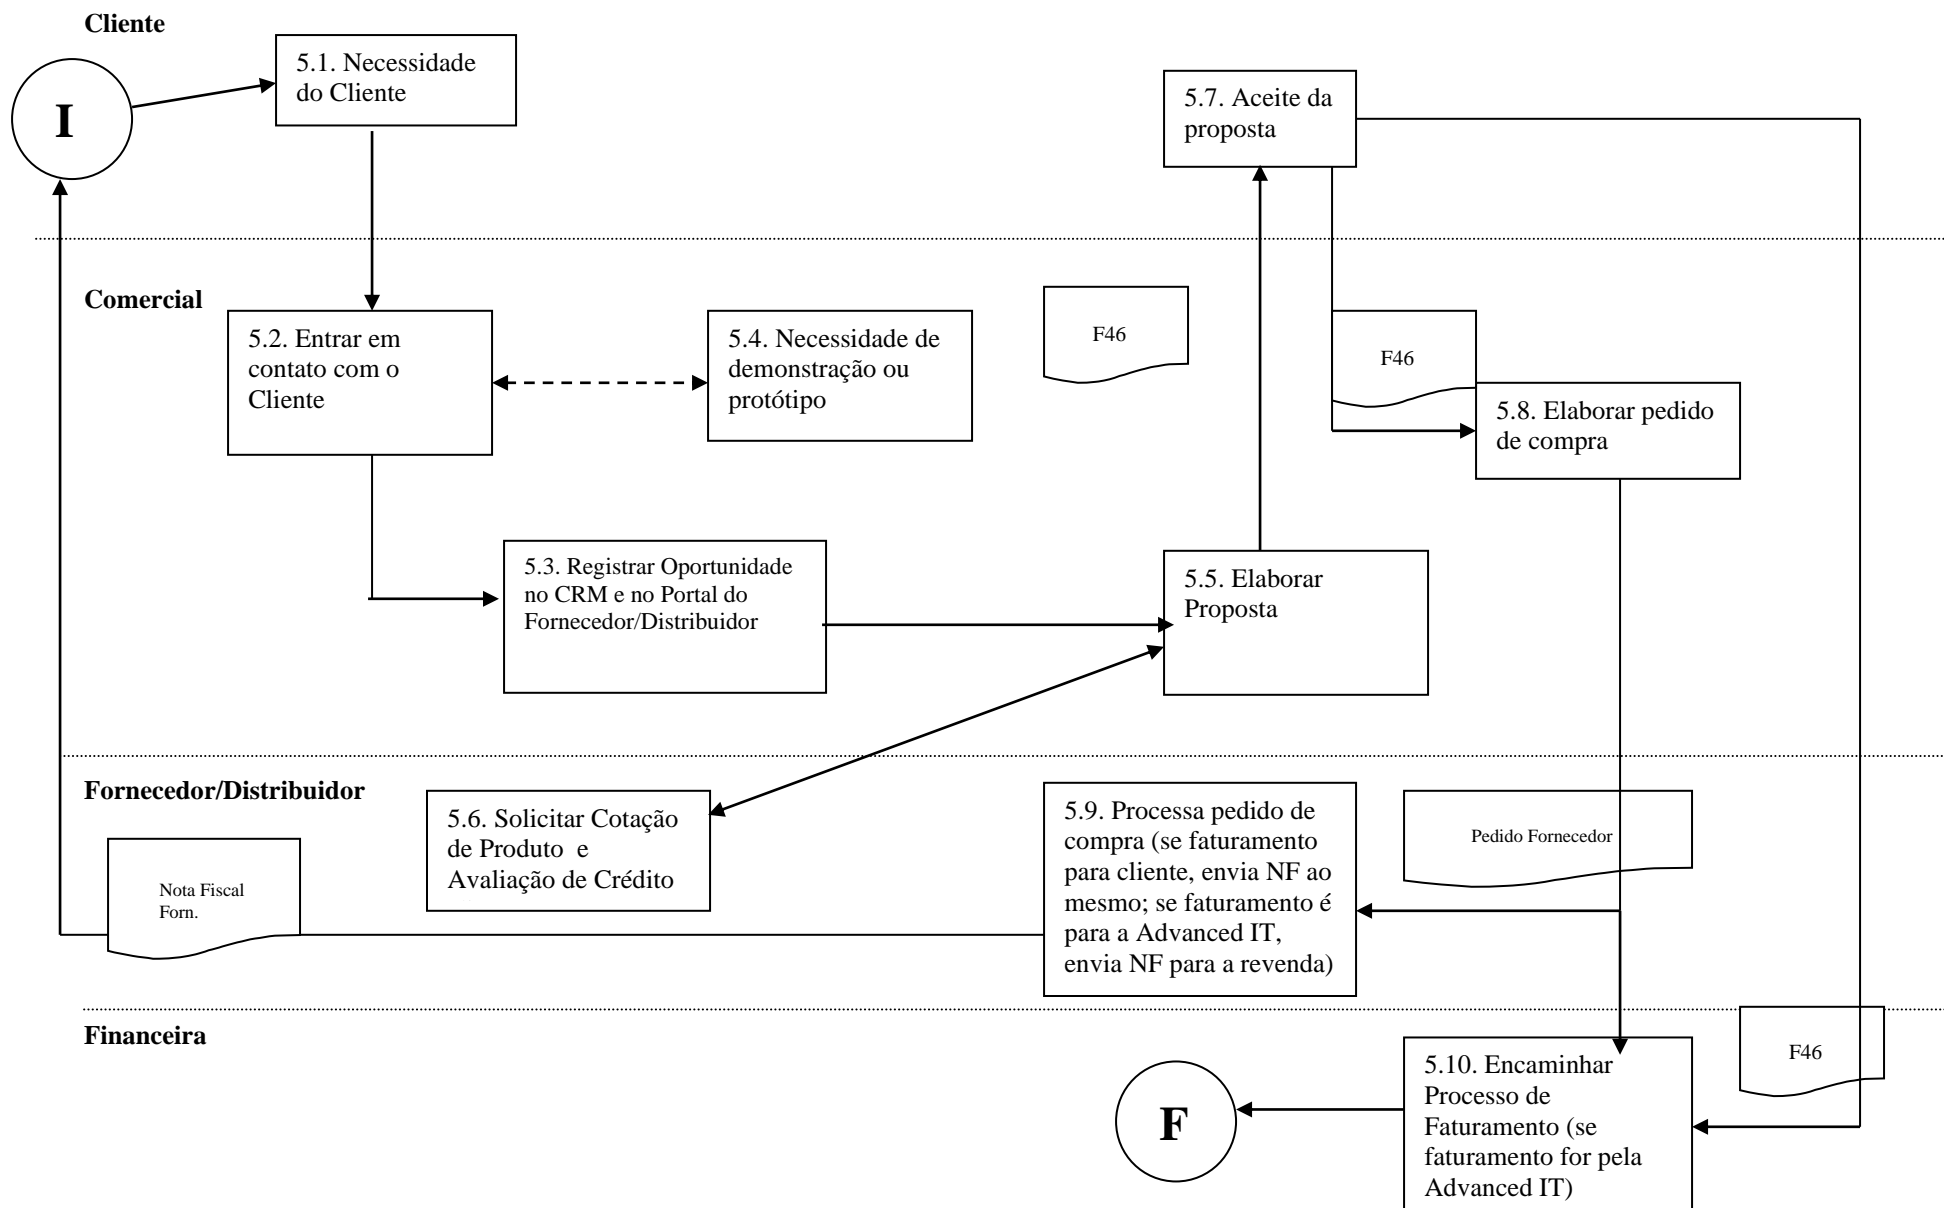 Cliente
I
5.1. Necessidade
do Cliente
5.7. Aceite da
proposta
Comercial
5.2. Entrar em
contato com o
Cliente
5.4. Necessidade de
demonstração ou
protótipo
F46
F46
5.8. Elaborar pedido
de compra
5.3. Registrar Oportunidade
no CRM e no Portal do
Fornecedor/Distribuidor
5.5. Elaborar
Proposta
Fornecedor/Distribuidor
5.6. Solicitar Cotação
de Produto e
Avaliação de Crédito
5.9. Processa pedido de
compra (se faturamento
para cliente, envia NF ao
mesmo; se faturamento é
para a Advanced IT,
envia NF para a revenda)
Pedido Fornecedor
Nota Fiscal
Forn.
Financeira
F
5.10. Encaminhar
Processo de
Faturamento (se
faturamento for pela
Advanced IT)
F46